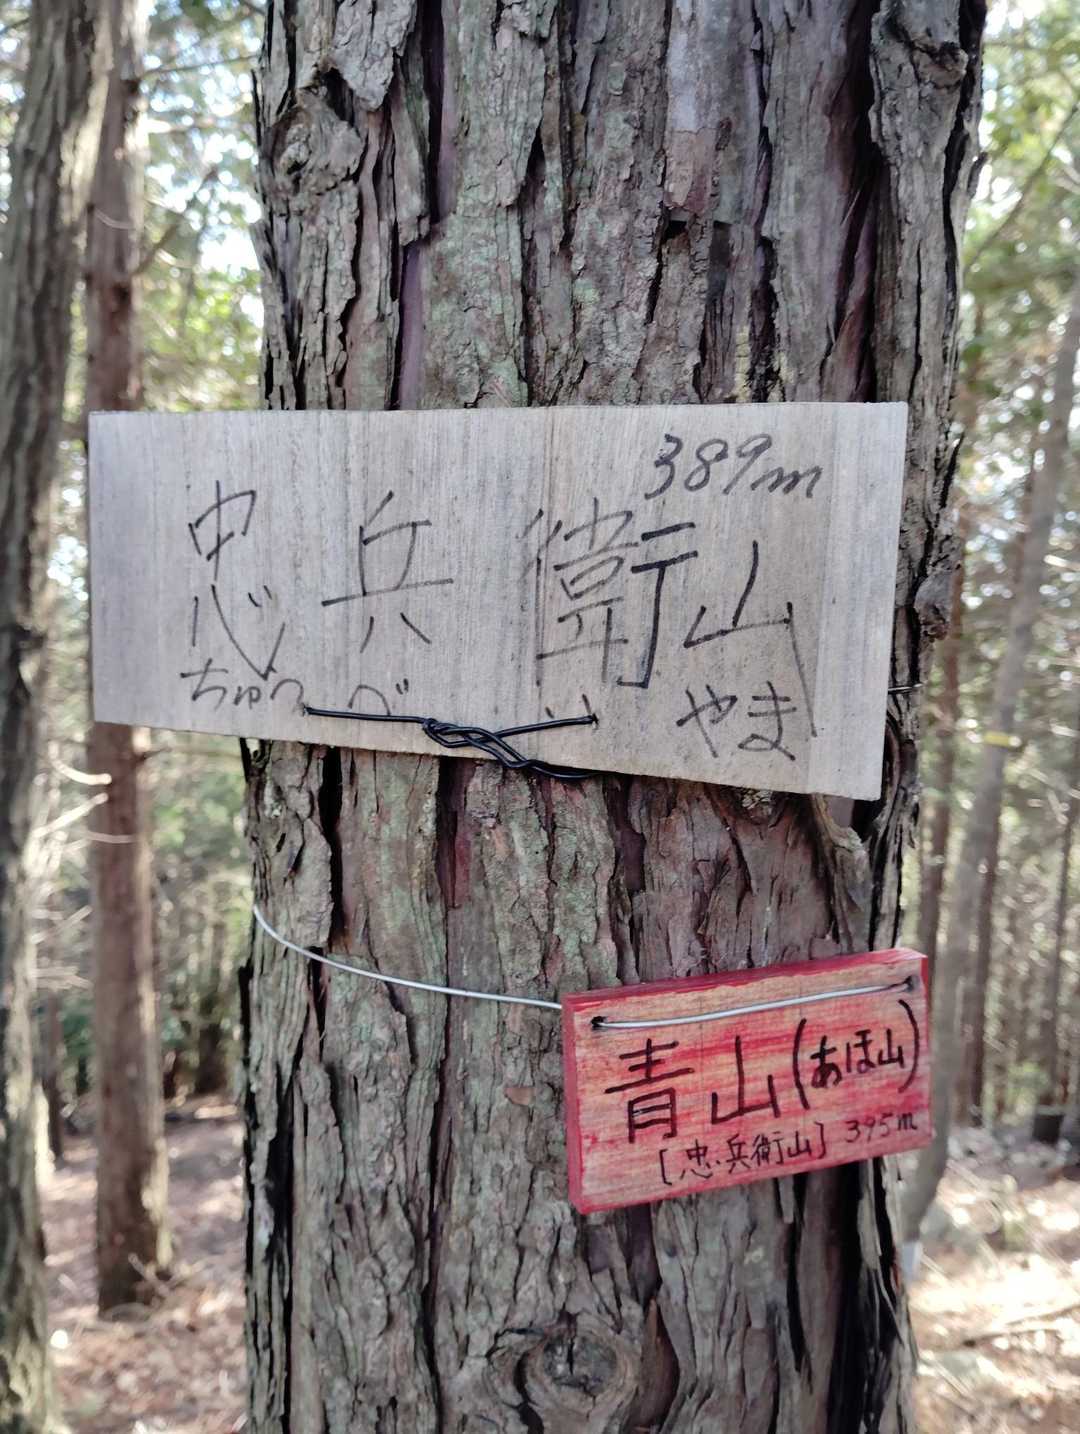 389m
忠兵衛山
ちゅうべい やま
青山(あほ山)
[忠兵衛山] 395m